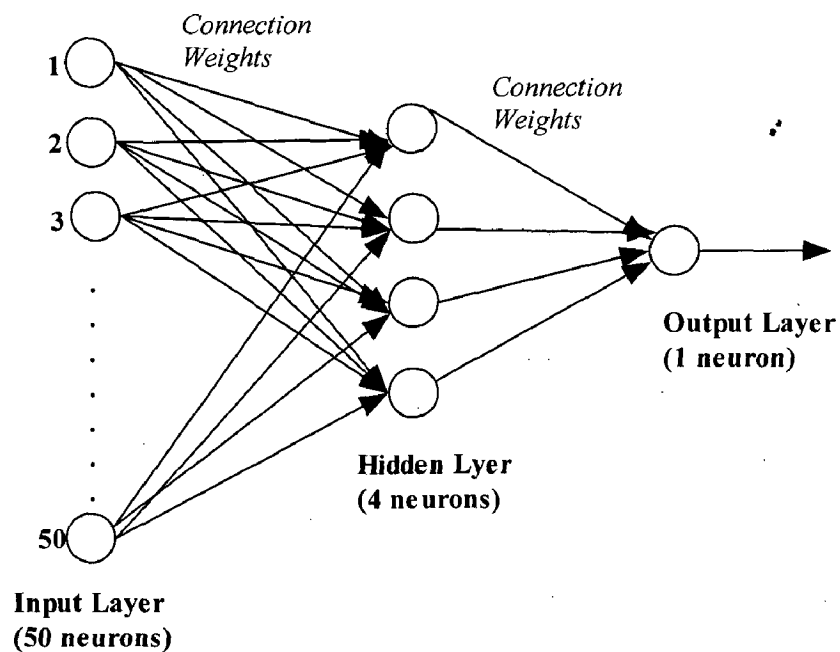 Connection
Weights
Connection
Weights
1
2
3
50
Input Layer
(50 neurons)
Hidden Lyer
(4 neurons)
Output Layer
(1 neuron)